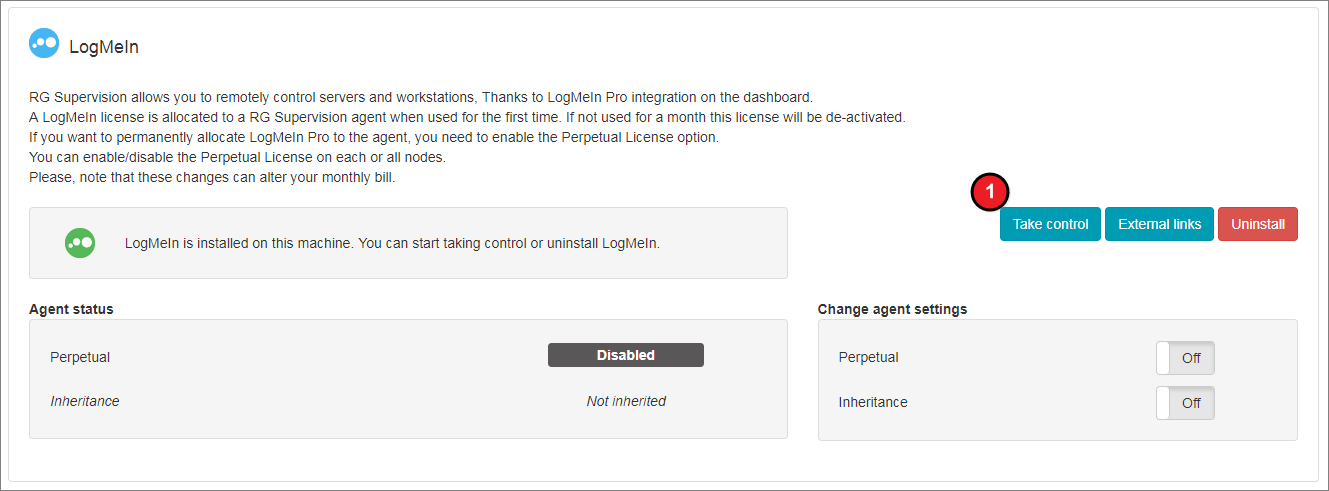 LogMeIn
RG Supervision allows you to remotely control servers and workstations, Thanks to LogMeIn Pro integration on the dashboard.
A LogMeIn license is allocated to a RG Supervision agent when used for the first time. If not used for a month this license will be de-activated.
If you want to permanently allocate LogMeIn Pro to the agent, you need to enable the Perpetual License option.
You can enable/disable the Perpetual License on each or all nodes.
Please, note that these changes can alter your monthly bill.
1
LogMeIn is installed on this machine. You can start taking control or uninstall LogMeIn.
Take control External links Uninstall
Agent status
Perpetual Disabled
Inheritance Not inherited
Change agent settings
Perpetual Off
Inheritance Off